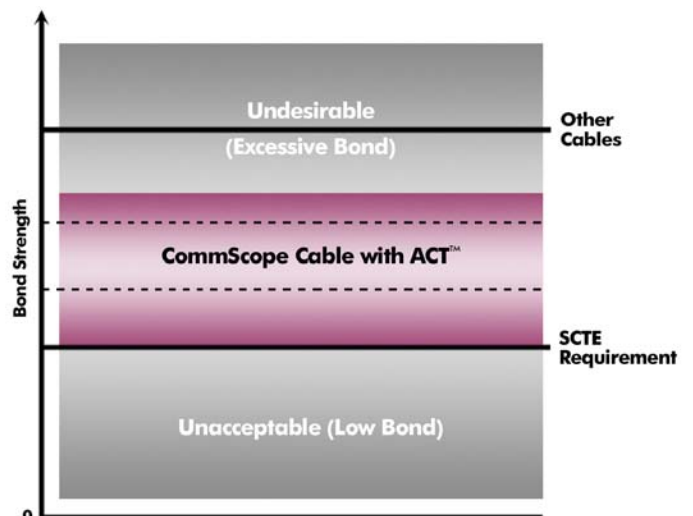 Undesirable
(Excessive Bond)
Other
Cables
Bond Strength
CommScope Cable with ACT™
SCTE
Requirement
Unacceptable (Low Bond)
0